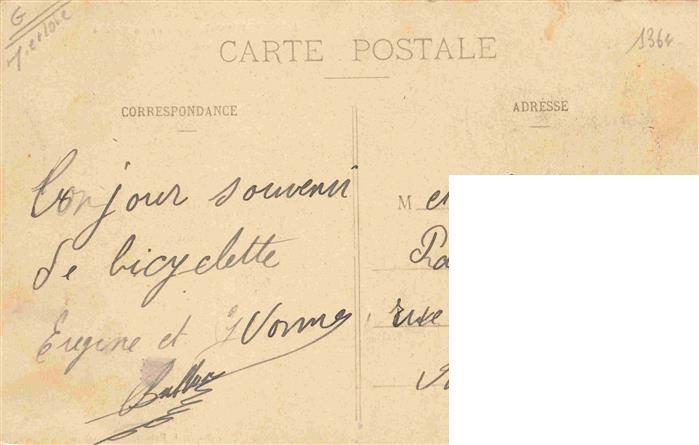 G
CARTE POSTALE
1364
CORRESPONDANCE
ADRESSE
Bonjour souvenir
de bicyclette
Eugène et Yvonne
M
rue